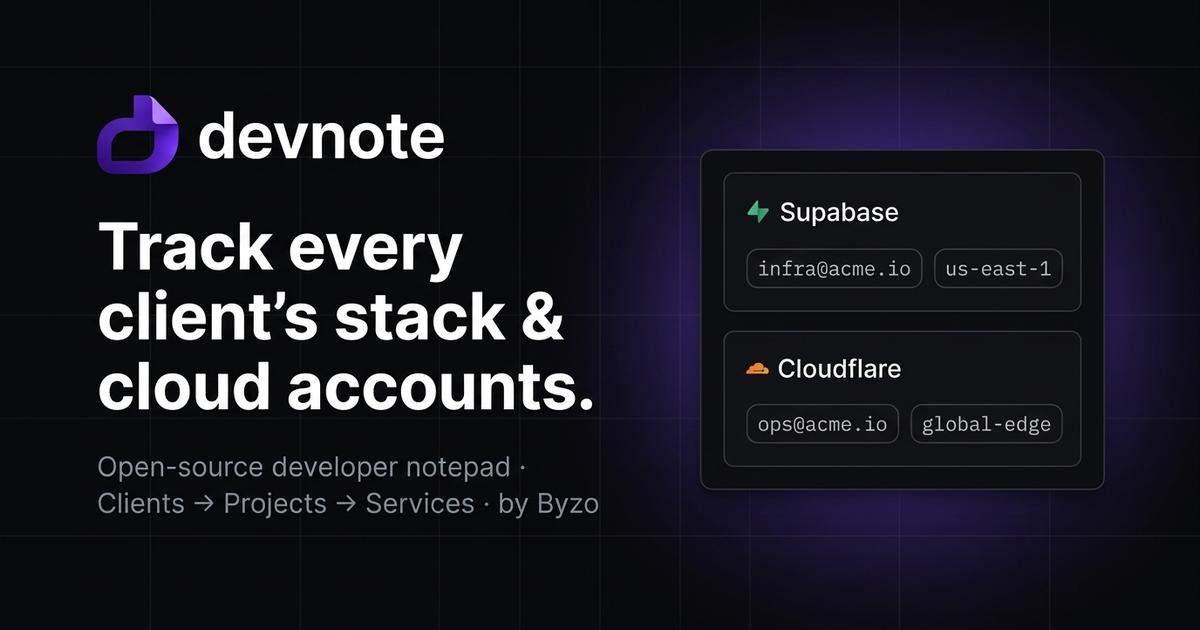 devnote
Track every
client’s stack &
cloud accounts.
Open-source developer notepad ·
Clients → Projects → Services · by Byzo
Supabase
infra@acme.io
us-east-1
Cloudflare
ops@acme.io
global-edge